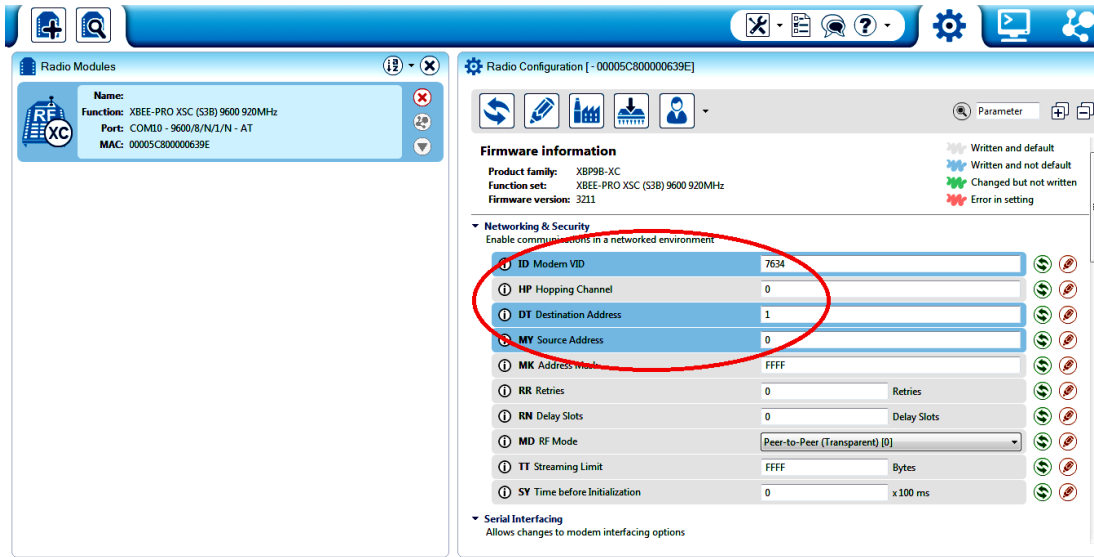 Radio Modules
Name:
Function: XBEE-PRO XSC (S3B) 9600 920MHz
Port: COM10 - 9600/8/N/1/N - AT
MAC: 00005C800000639E
RF
XC
Radio Configuration [ - 00005C800000639E]
Parameter
Firmware information
Product family: XBP9B-XC
Function set: XBEE-PRO XSC (S3B) 9600 920MHz
Firmware version: 3211
Written and default
Written and not default
Changed but not written
Error in setting
Networking & Security
Enable communications in a networked environment
ID Modem VID 7634
HP Hopping Channel 0
DT Destination Address 1
MY Source Address 0
MK Address Mask FFFF
RR Retries 0 Retries
RN Delay Slots 0 Delay Slots
MD RF Mode Peer-to-Peer (Transparent) [0]
TT Streaming Limit FFFF Bytes
SY Time before Initialization 0 x 100 ms
Serial Interfacing
Allows changes to modem interfacing options